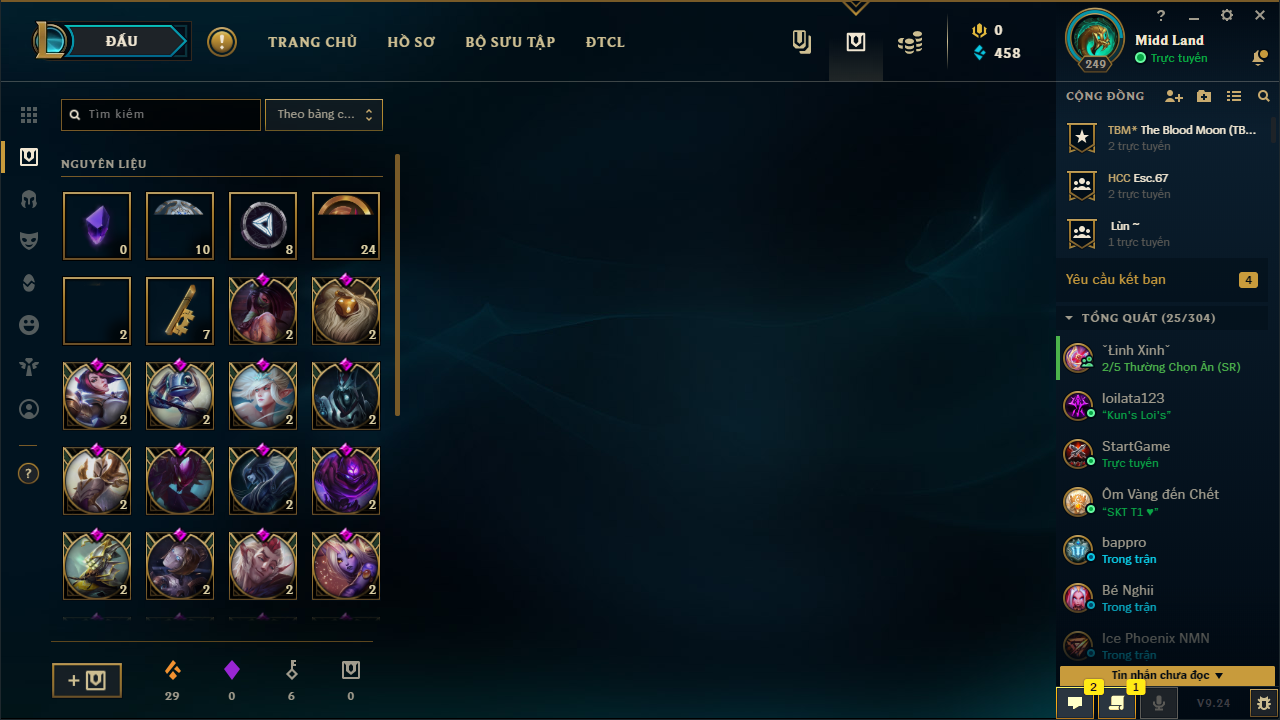 ĐẤU
TRANG CHỦ
HỒ SƠ
BỘ SƯU TẬP
ĐTCL
0
458
249
Midd Land
Trực tuyến
?
Tìm kiếm
Theo bảng c...
NGUYÊN LIỆU
0
10
8
24
2
7
2
2
2
2
2
2
2
2
2
2
2
2
2
2
?
29
0
6
0
CỘNG ĐỒNG
TBM* The Blood Moon (TB...
2 trực tuyến
HCC Esc.67
2 trực tuyến
Lùn ~
1 trực tuyến
Yêu cầu kết bạn
4
TỔNG QUÁT (25/304)
ˇŁinh Xinhˇ
2/5 Thường Chọn Ẩn (SR)
loilata123
“Kun's Loi's”
StartGame
Trực tuyến
Ốm Vàng đến Chết
“SKT T1 ♥”
bappro
Trong trận
Bé Nghii
Trong trận
Ice Phoenix NMN
Trong trận
Tin nhắn chưa đọc
2
1
V9.24